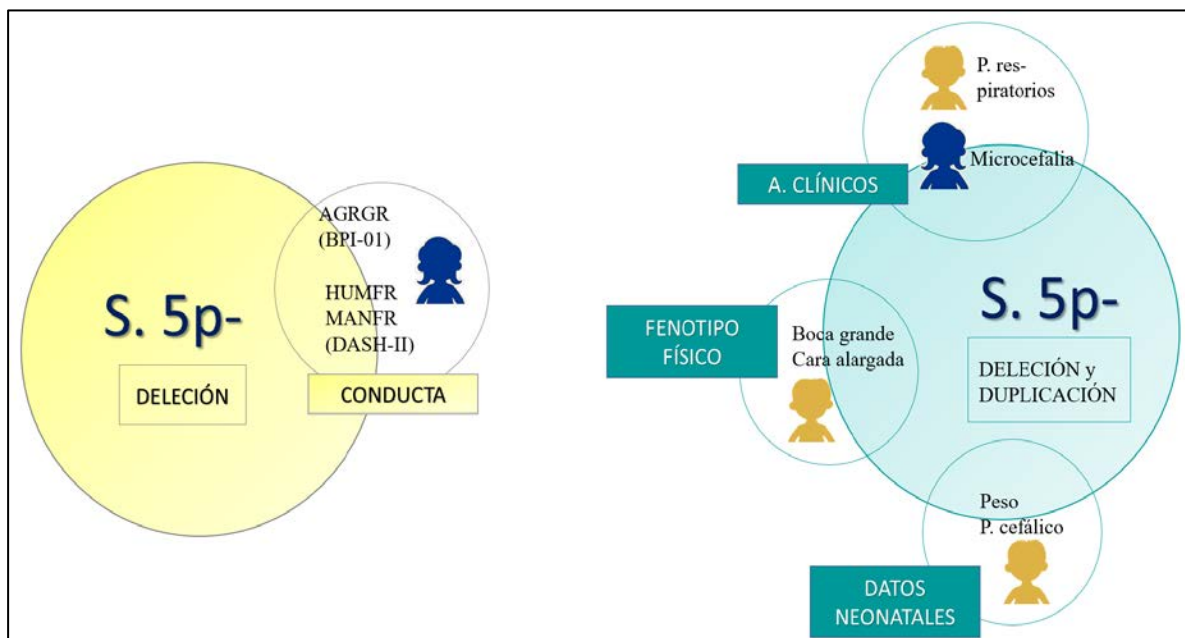 S. 5p-
DELECIÓN
AGRGR
(BPI-01)
HUMFR
MANFR
(DASH-II)
CONDUCTA
P. res-
piratorios
Microcefalia
A. CLÍNICOS
FENOTIPO
FÍSICO
Boca grande
Cara alargada
S. 5p-
DELECIÓN y
DUPLICACIÓN
Peso
P. cefálico
DATOS
NEONATALES